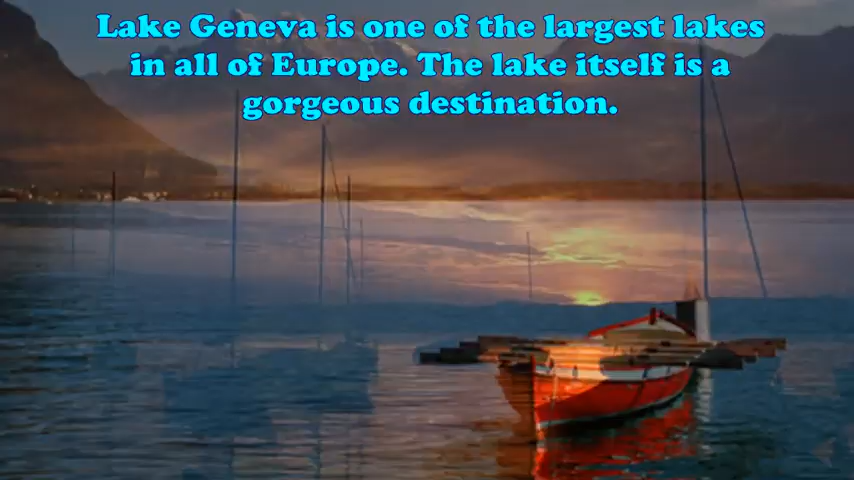 Lake Geneva is one of the largest lakes
in all of Europe. The lake itself is a
gorgeous destination.